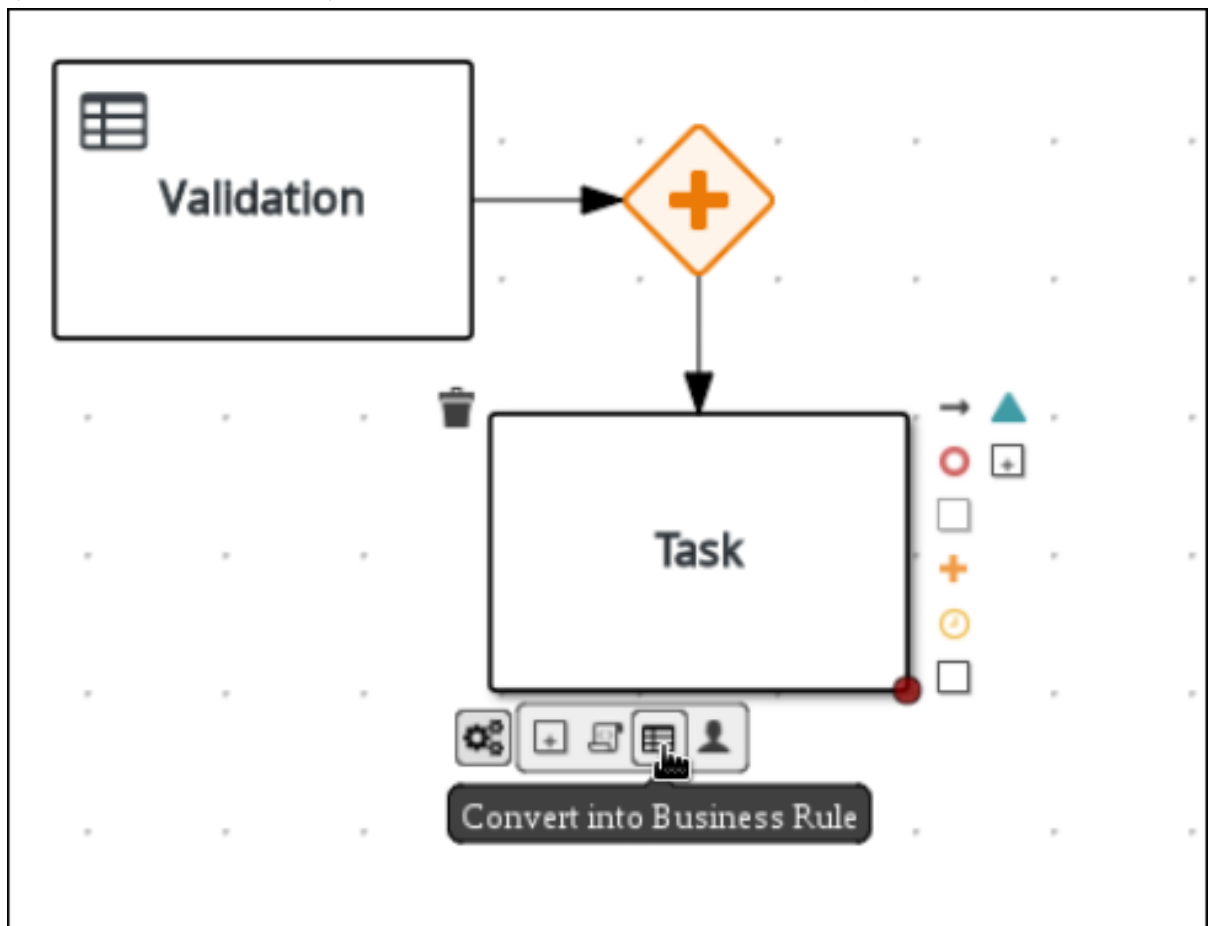 Validation
Task
Convert into Business Rule